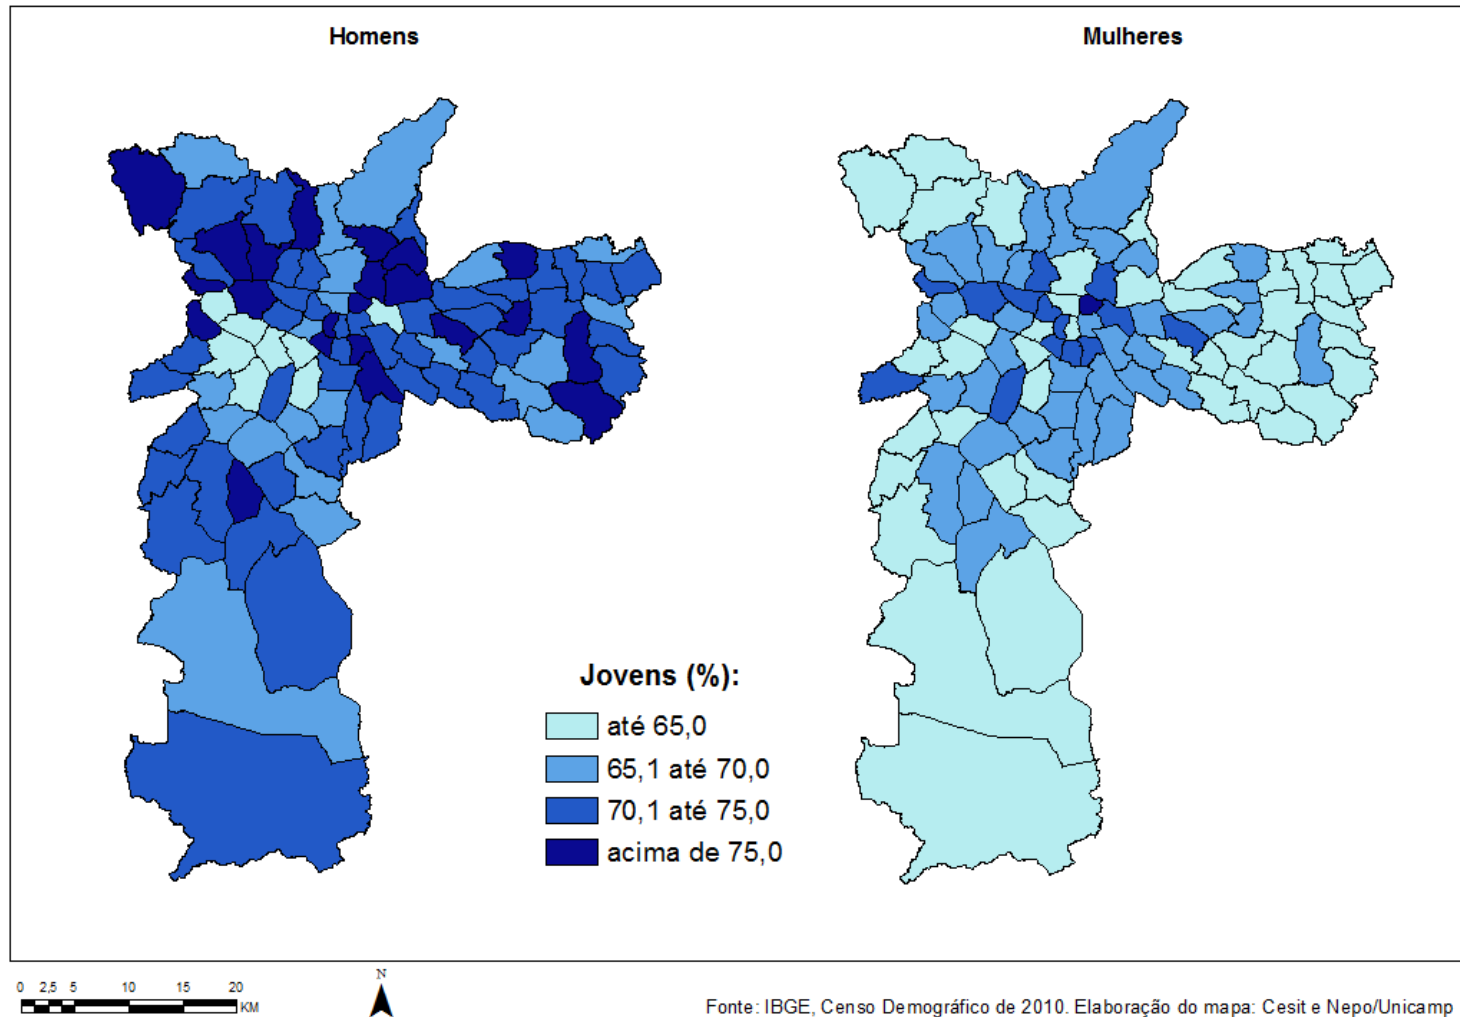 Homens
Mulheres
Jovens (%):
até 65,0
65,1 até 70,0
70,1 até 75,0
acima de 75,0
0 2,5 5 10 15 20
KM
N
Fonte: IBGE, Censo Demográfico de 2010. Elaboração do mapa: Cesit e Nepo/Unicamp